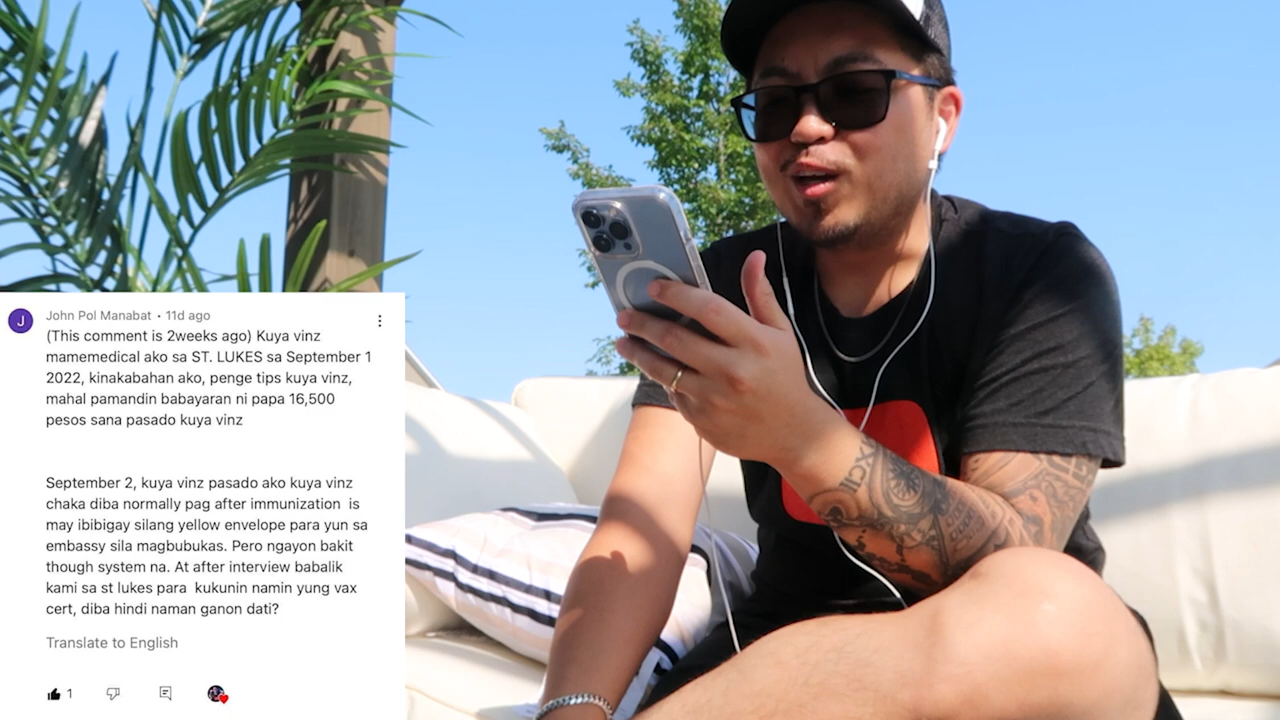 John Pol Manabat • 11d ago
(This comment is 2weeks ago) Kuya vinz
mamemedical ako sa ST. LUKES sa September 1
2022, kinakabahan ako, penge tips kuya vinz,
mahal pamandin babayaran ni papa 16,500
pesos sana pasado kuya vinz
September 2, kuya vinz pasado ako kuya vinz
chaka diba normally pag after immunization is
may ibibigay silang yellow envelope para yun sa
embassy sila magbubukas. Pero ngayon bakit
though system na. At after interview babalik
kami sa st lukes para kukunin namin yung vax
cert, diba hindi naman ganon dati?
Translate to English
1
J